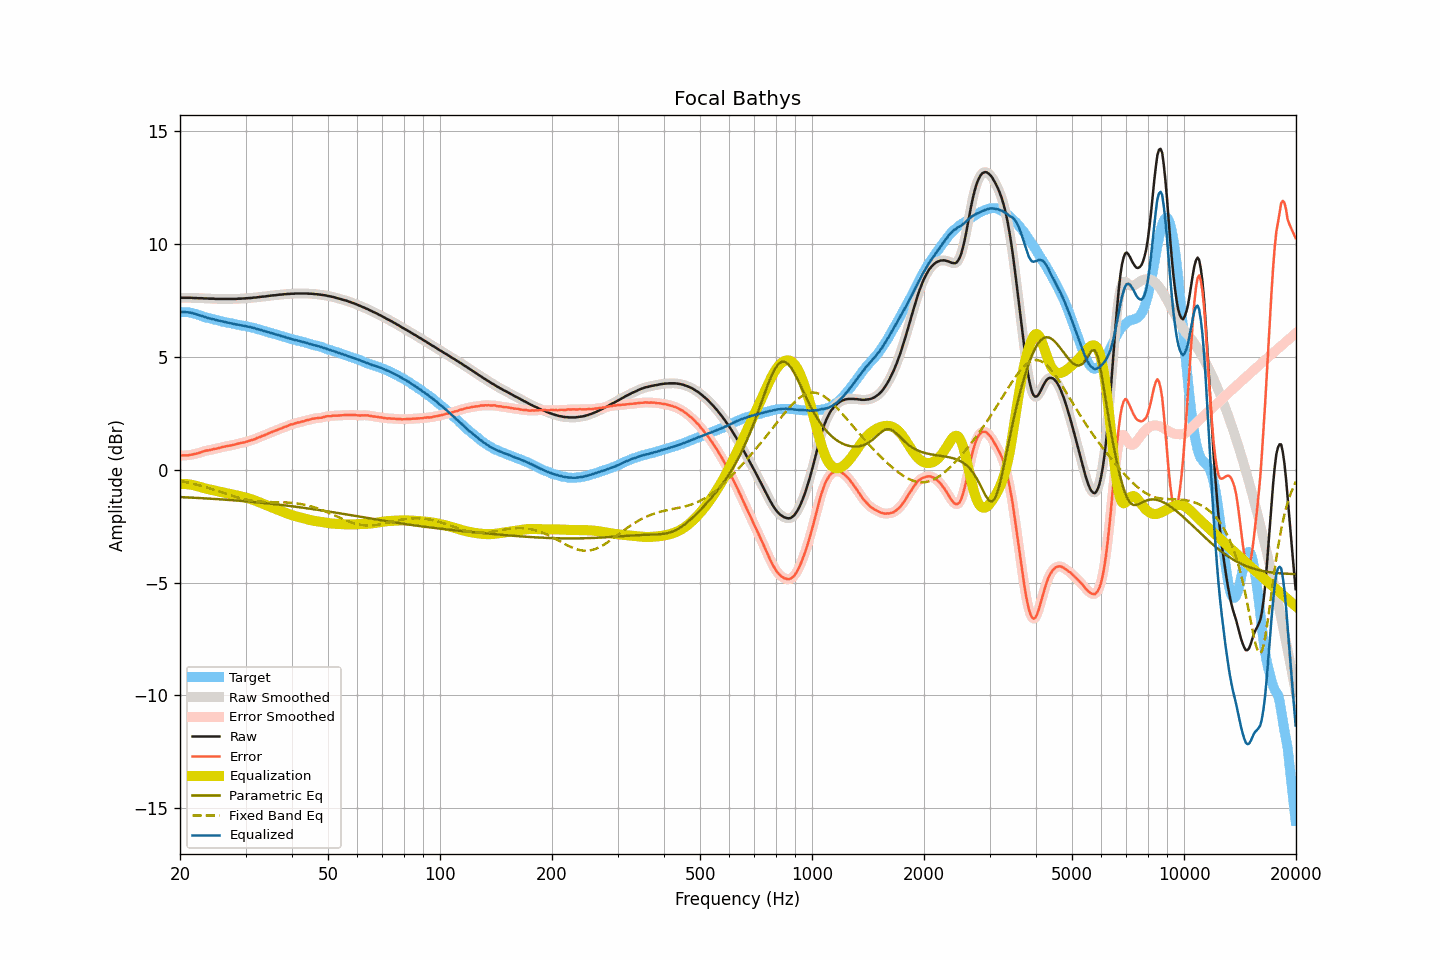 Focal Bathys
15
10
5
0
−5
−10
−15
Amplitude (dBr)
Target
Raw Smoothed
Error Smoothed
Raw
Error
Equalization
Parametric Eq
Fixed Band Eq
Equalized
20 50 100 200 500 1000 2000 5000 10000 20000
Frequency (Hz)